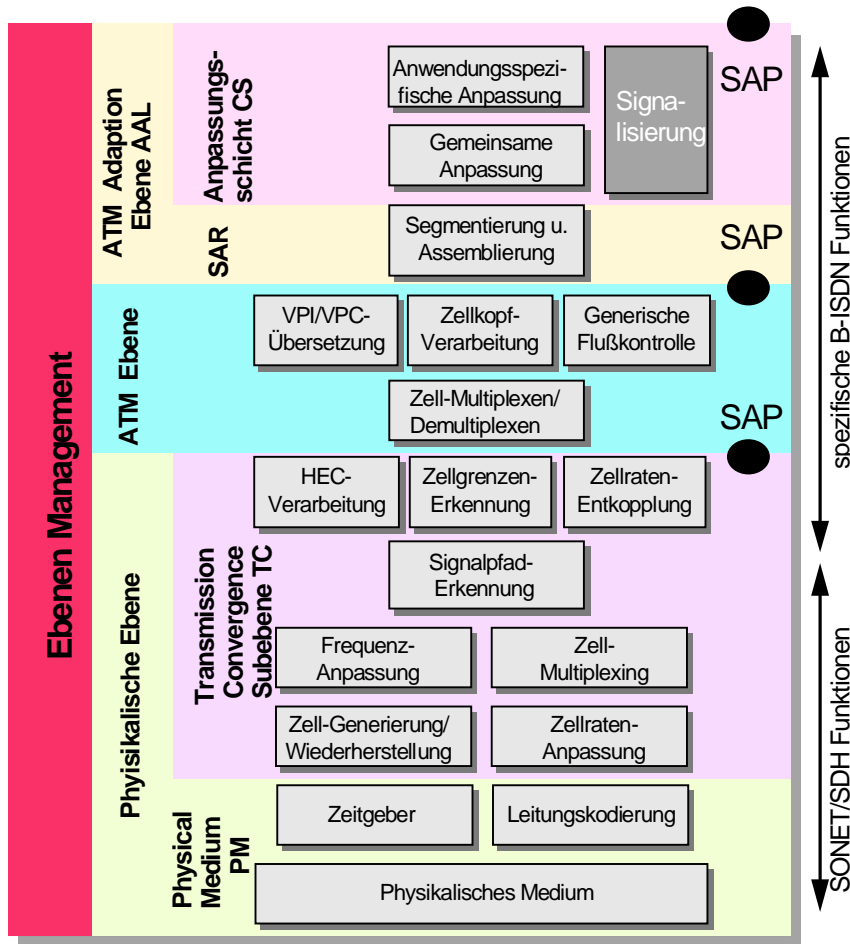 Ebenen Management
ATM Adaption
Ebene AAL
Anpassungs-
schicht CS
Anwendungsspezi-
fische Anpassung
Signa-
lisierung
SAP
Gemeinsame
Anpassung
SAR
Segmentierung u.
Assemblierung
SAP
ATM Ebene
VPI/VPC-
Übersetzung
Zellkopf-
Verarbeitung
Generische
Flußkontrolle
Zell-Multiplexen/
Demultiplexen
SAP
Phyisikalische Ebene
Transmission
Convergence
Subebene TC
HEC-
Verarbeitung
Zellgrenzen-
Erkennung
Zellraten-
Entkopplung
Signalpfad-
Erkennung
Frequenz-
Anpassung
Zell-
Multiplexing
Zell-Generierung/
Wiederherstellung
Zellraten-
Anpassung
Physical
Medium
PM
Zeitgeber
Leitungskodierung
Physikalisches Medium
spezifische B-ISDN Funktionen
SONET/SDH Funktionen